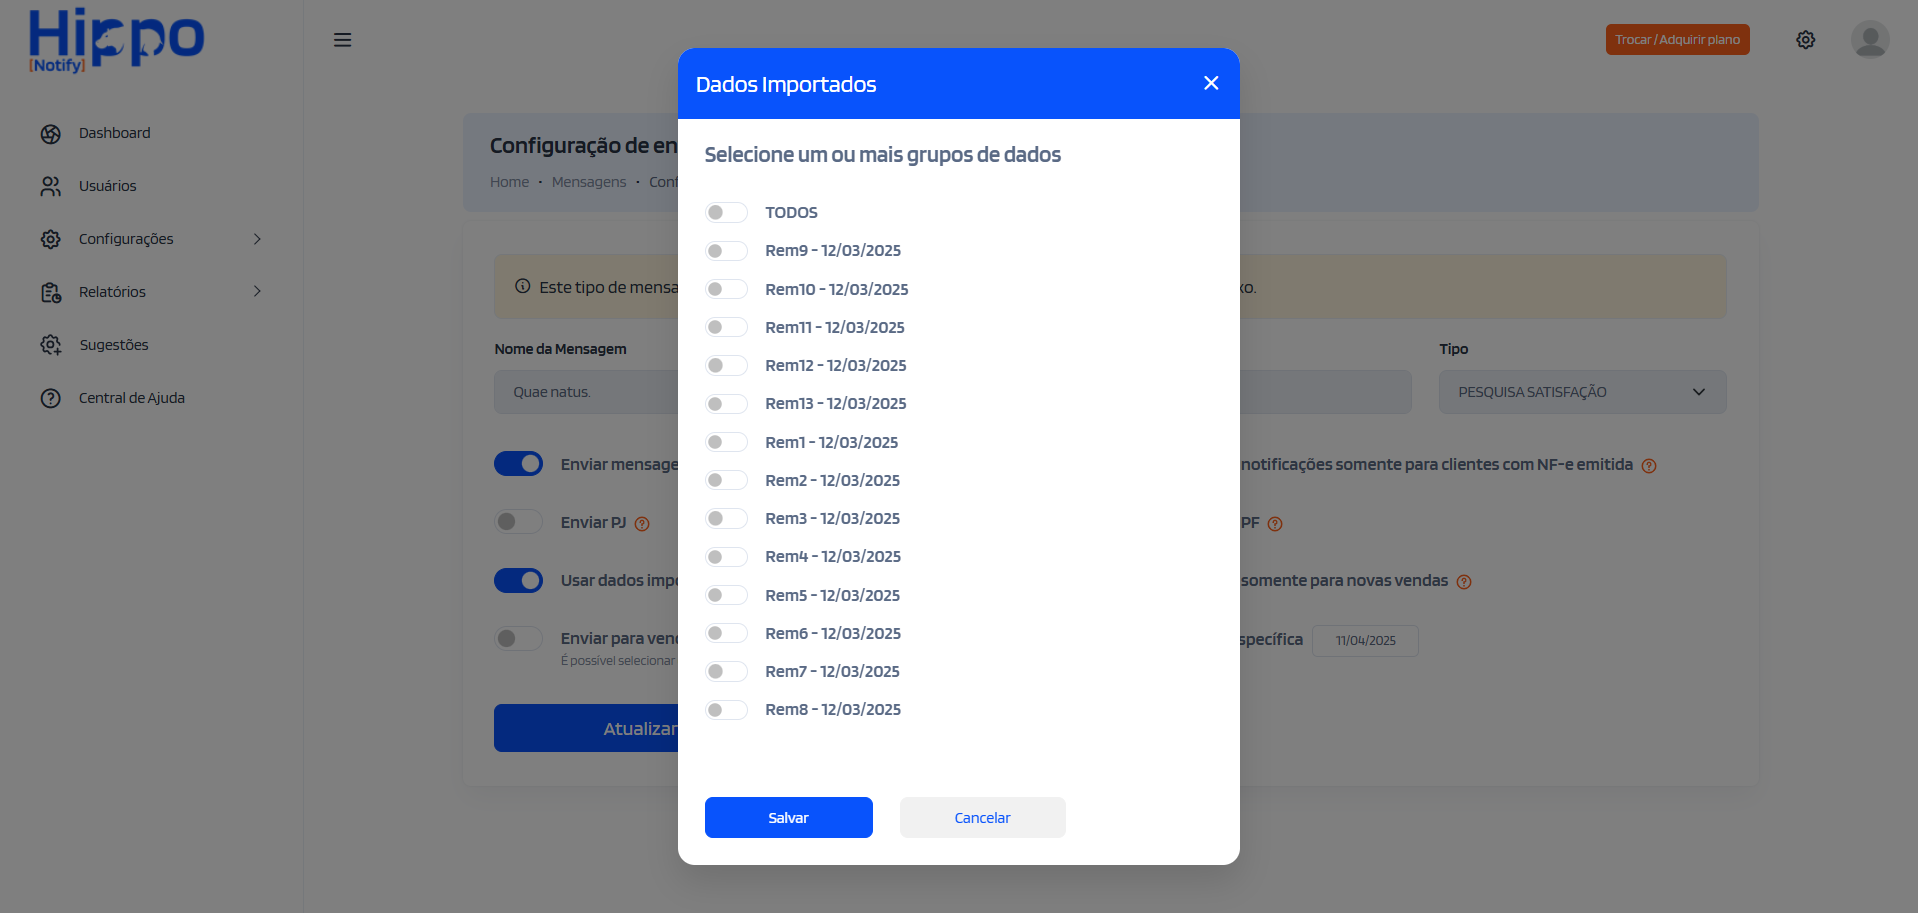 Hippo
[Notify]
Trocar/Adquirir plano
Dashboard
Usuários
Configurações
Relatórios
Sugestões
Central de Ajuda
Configuração de en
Home • Mensagens • Conf
Este tipo de mensa
xo.
Nome da Mensagem
Tipo
Quae natus.
PESQUISA SATISFAÇÃO
Enviar mensage
notificações somente para clientes com NF-e emitida
Enviar PJ
PF
Usar dados impo
somente para novas vendas
Enviar para vend
specífica
11/04/2025
É possível selecionar
Atualizar
Dados Importados
Selecione um ou mais grupos de dados
TODOS
Rem9 - 12/03/2025
Rem10 - 12/03/2025
Rem11 - 12/03/2025
Rem12 - 12/03/2025
Rem13 - 12/03/2025
Rem1 - 12/03/2025
Rem2 - 12/03/2025
Rem3 - 12/03/2025
Rem4 - 12/03/2025
Rem5 - 12/03/2025
Rem6 - 12/03/2025
Rem7 - 12/03/2025
Rem8 - 12/03/2025
Salvar
Cancelar